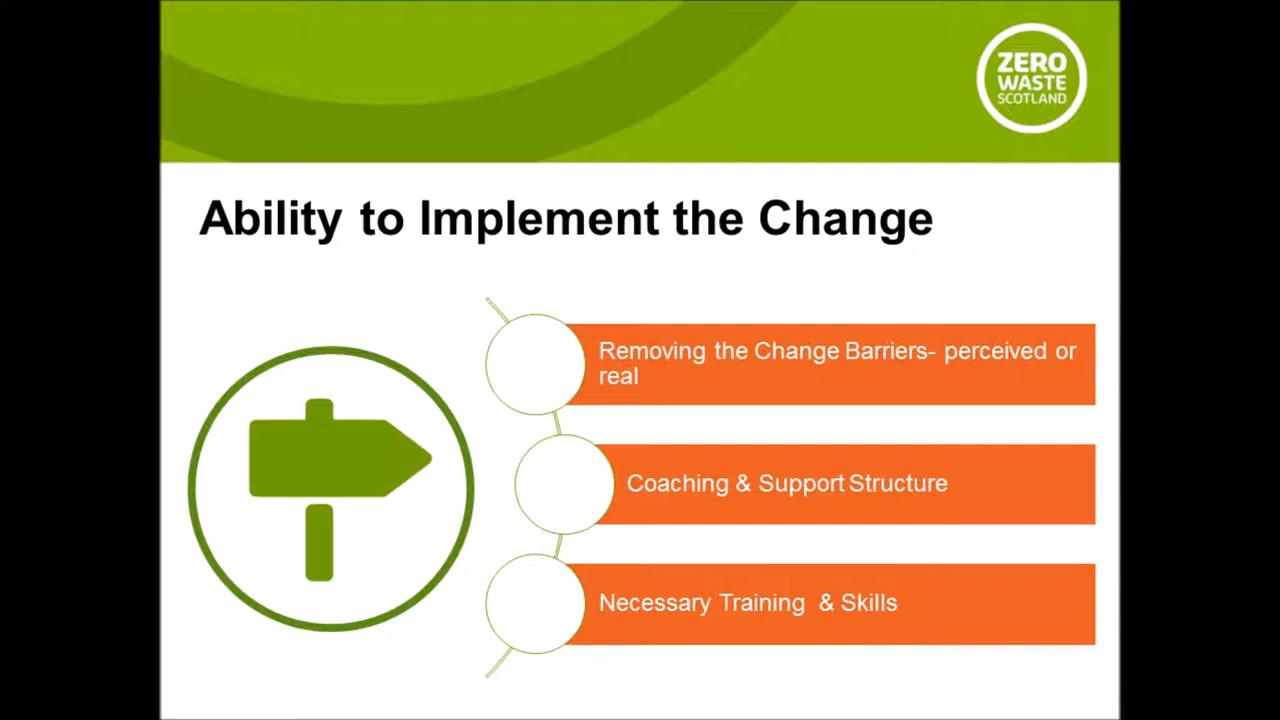 ZERO
WASTE
SCOTLAND
Ability to Implement the Change
Removing the Change Barriers- perceived or
real
Coaching & Support Structure
Necessary Training  & Skills